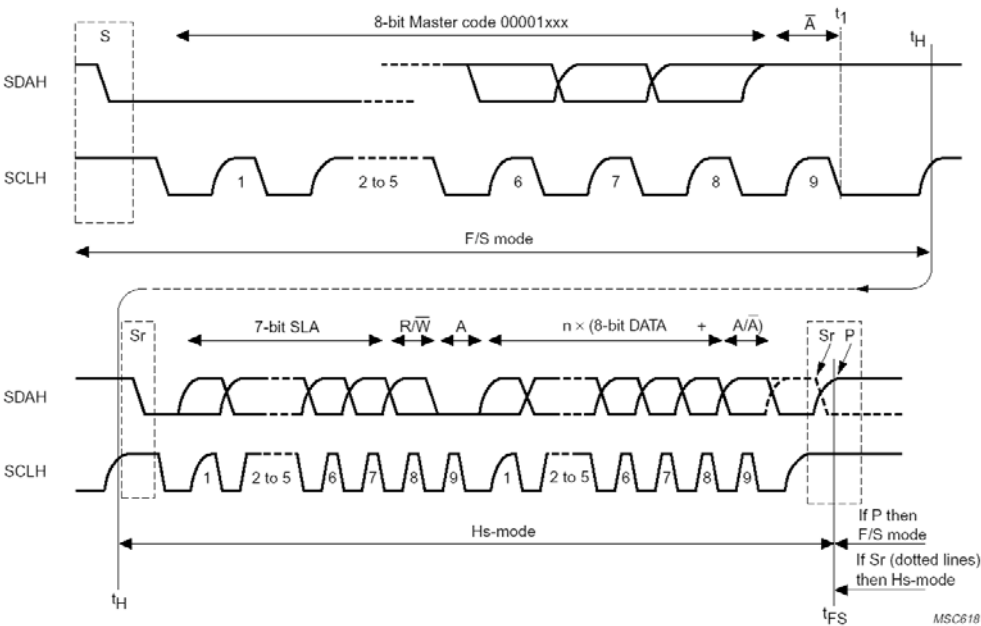 8-bit Master code 00001xxx
A̅
t1
S
tH
SDAH
SCLH
1
2 to 5
6
7
8
9
F/S mode
Sr
7-bit SLA
R/W̅
A
n × (8-bit DATA
+
A/A̅)
Sr P
SDAH
SCLH
1
2 to 5
6
7
8
9
1
2 to 5
6
7
8
9
If P then
F/S mode
Hs-mode
If Sr (dotted lines)
then Hs-mode
tH
tFS
MSC618